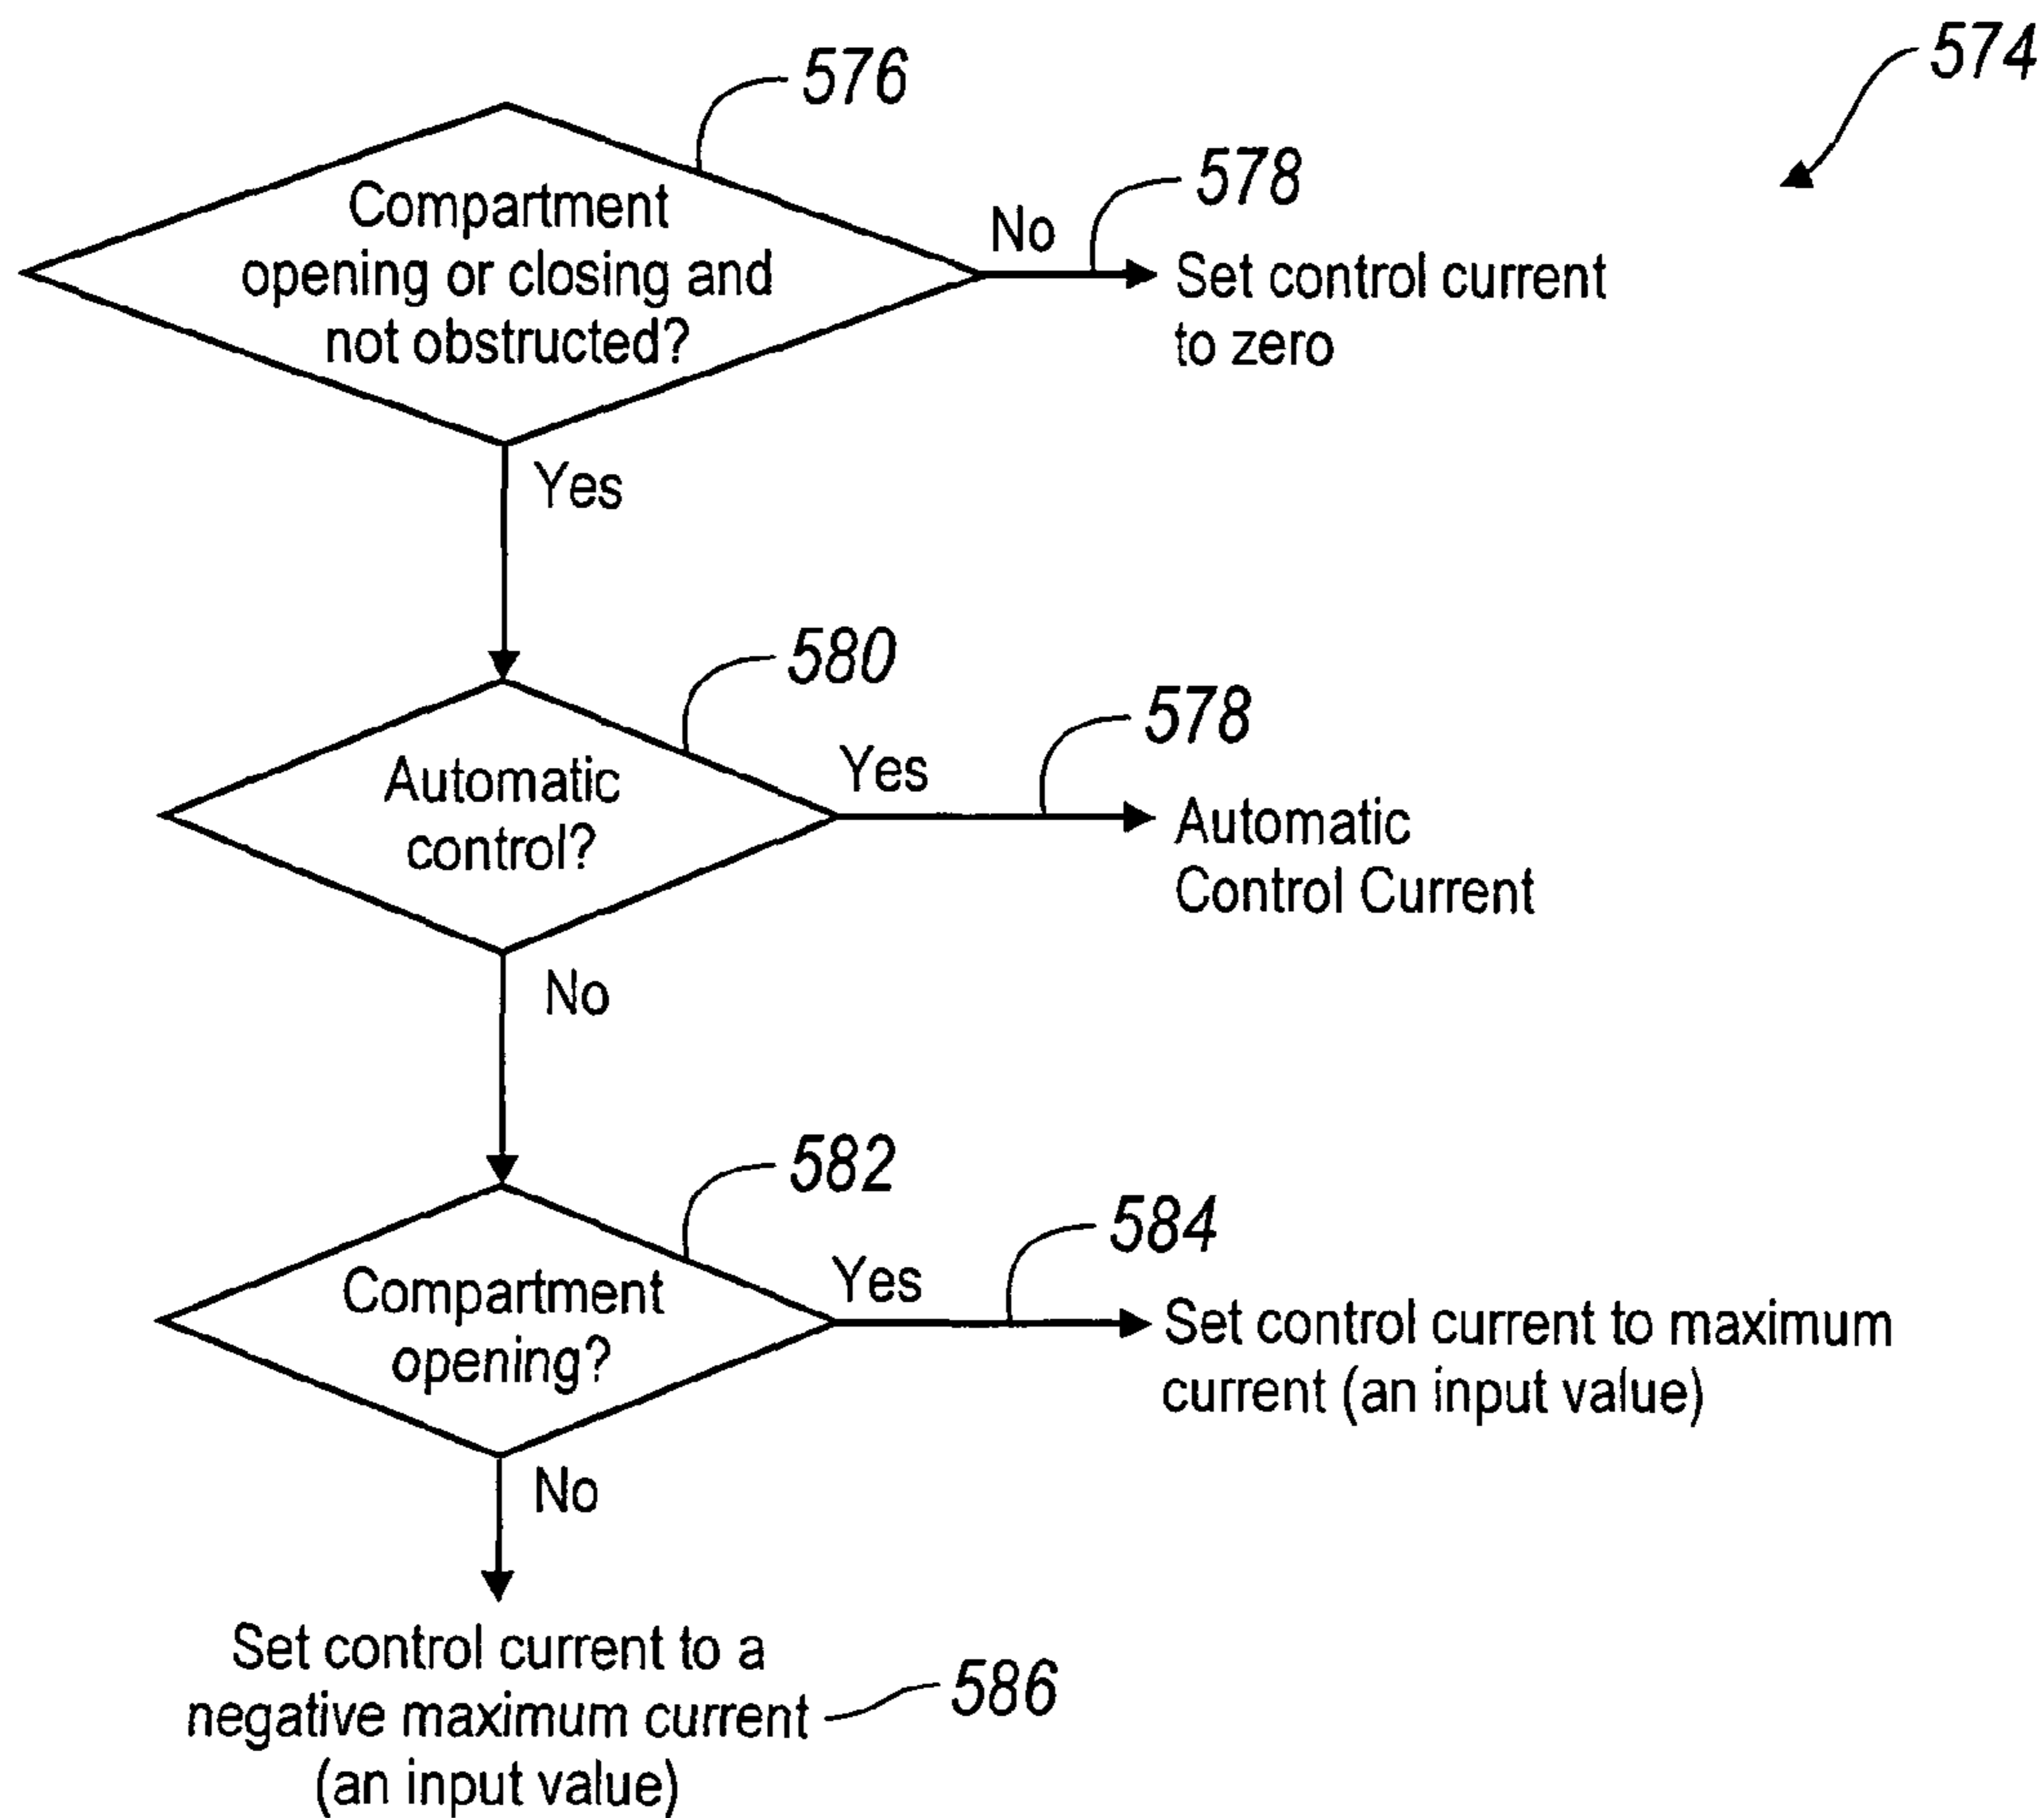 574
576
Compartment
opening or closing and
not obstructed?
No
578
Set control current
to zero
Yes
580
Automatic
control?
Yes
578
Automatic
Control Current
No
582
Compartment
opening?
Yes
584
Set control current to maximum
current (an input value)
No
Set control current to a
negative maximum current
(an input value)
586